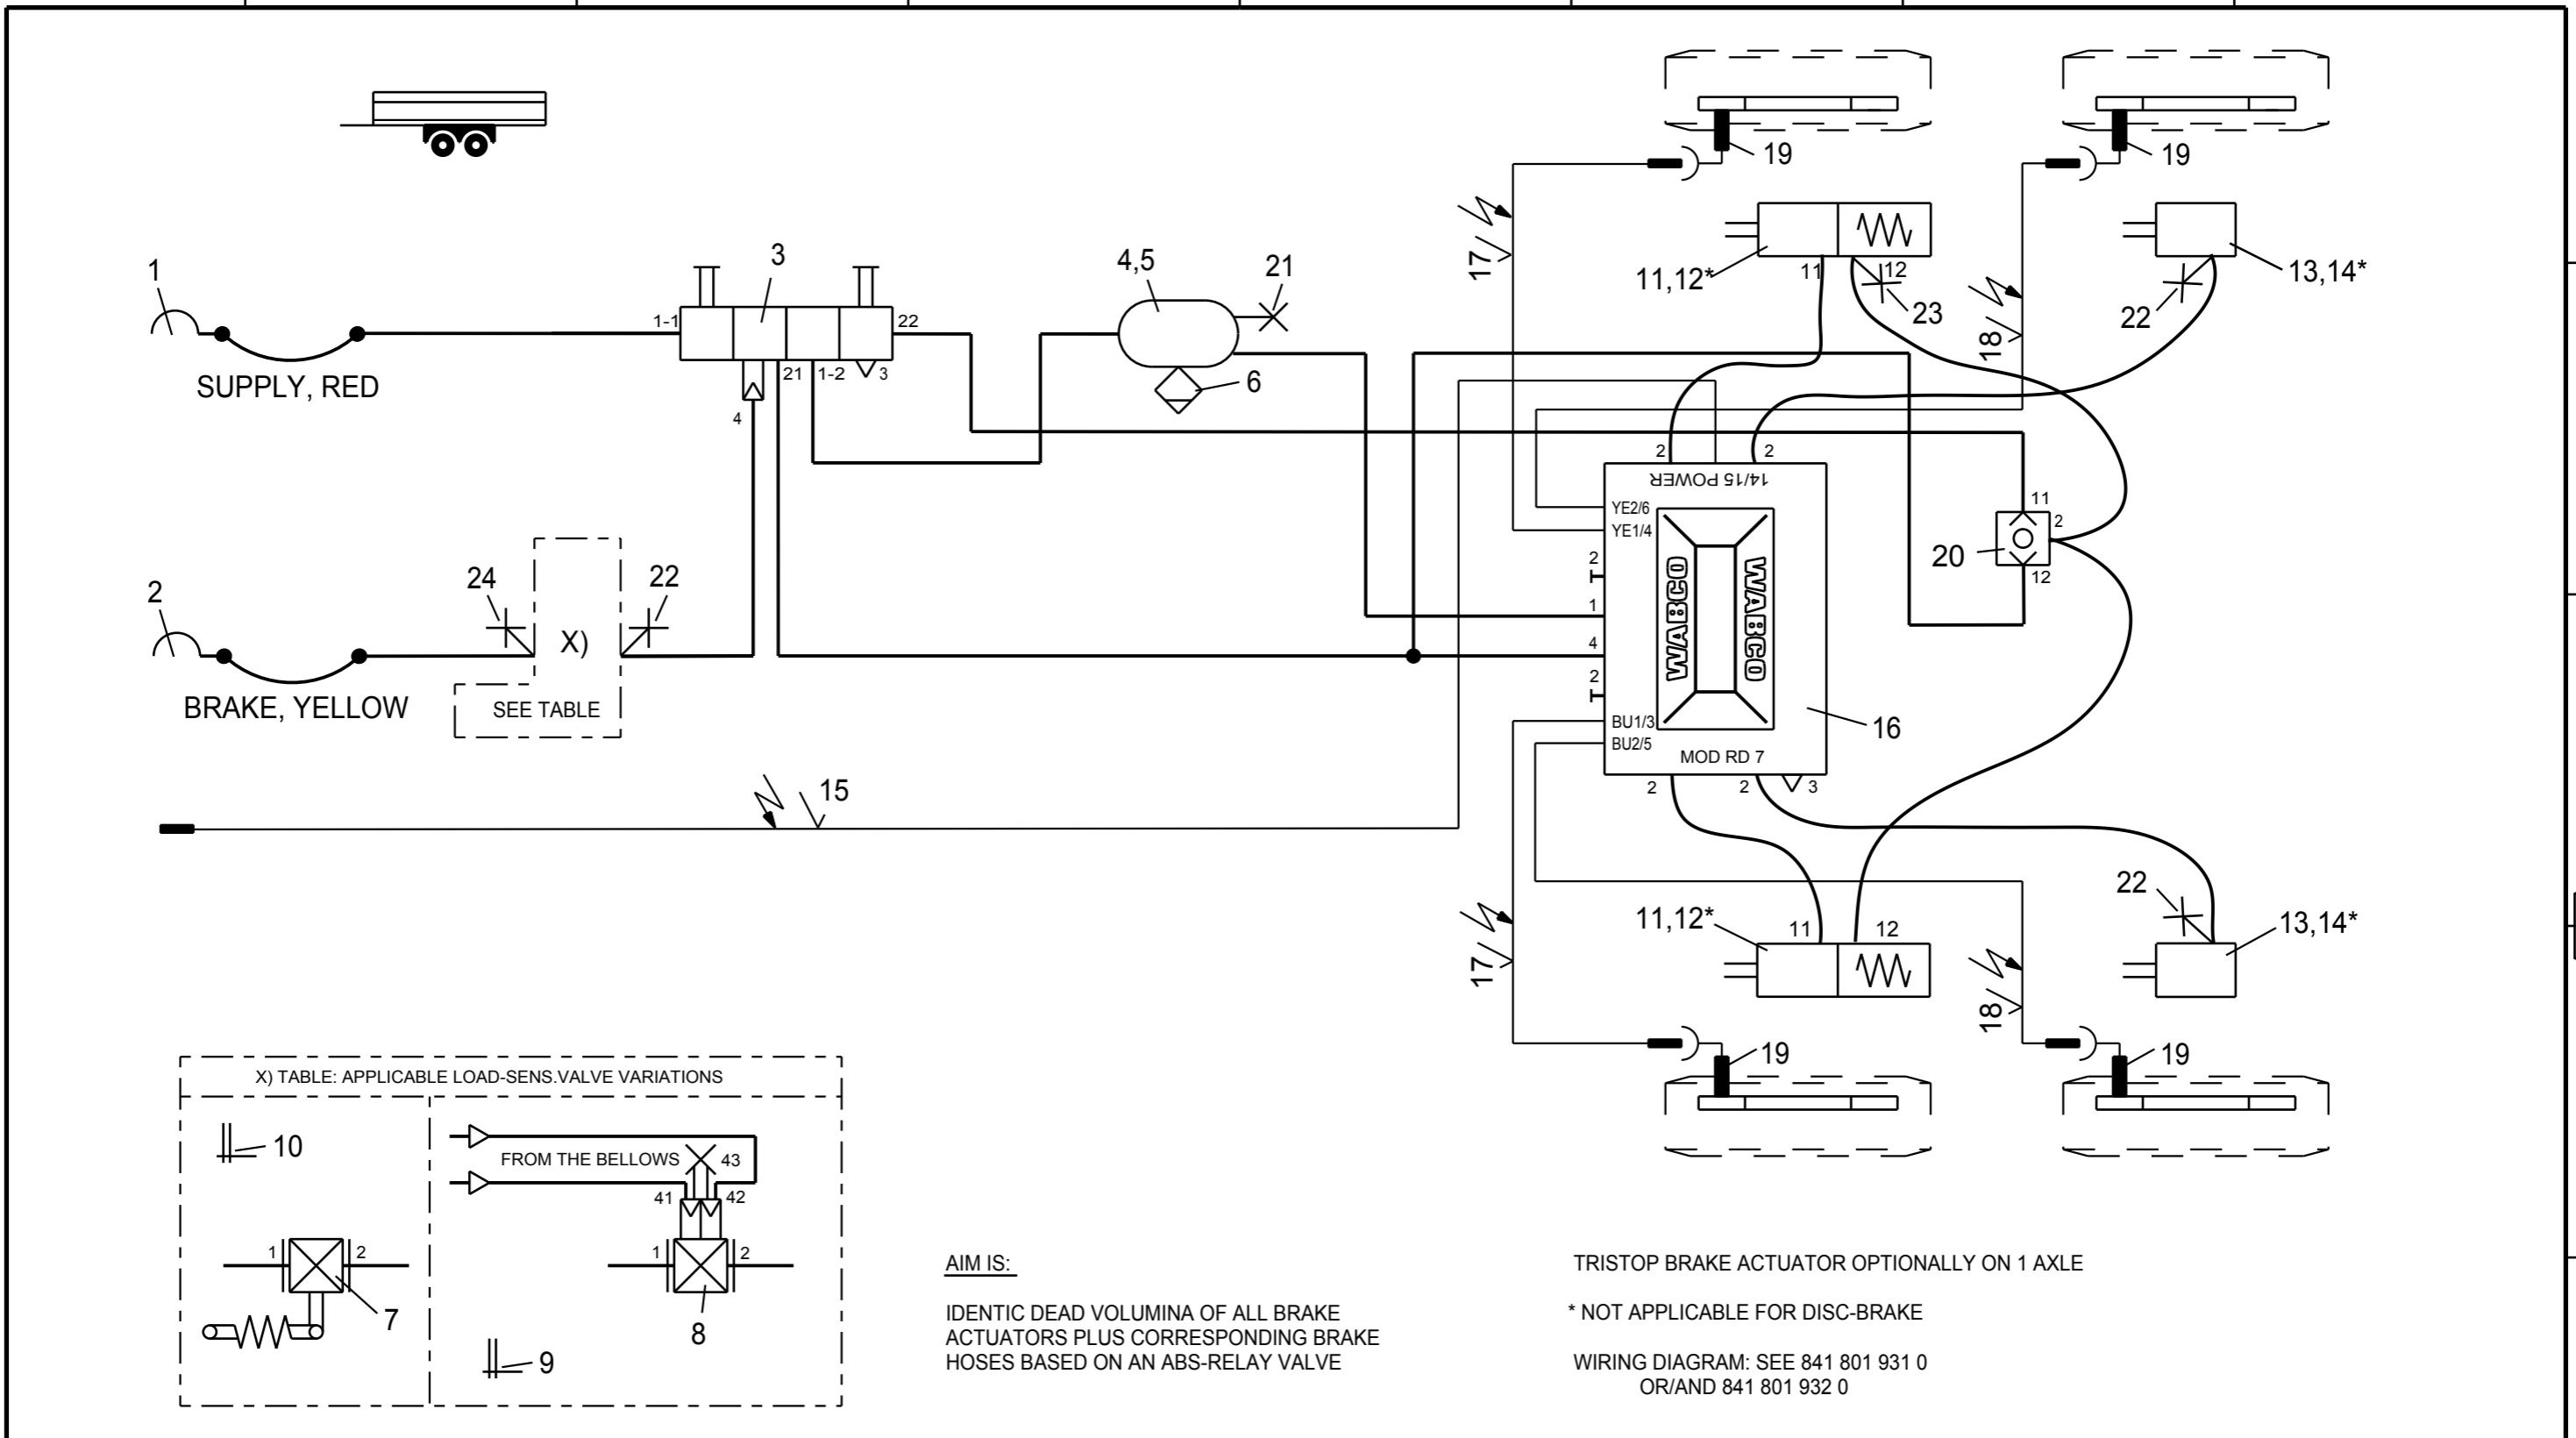 19
19
17
11,12*
11
12
23
18
22
13,14*
1
SUPPLY, RED
3
1-1
22
21
1-2
3
4
4,5
21
6
2
BRAKE, YELLOW
24
22
X)
SEE TABLE
15
2
2
14/15 POWER
YE2/6
YE1/4
2
1
4
2
BU1/3
BU2/5
WABCO
WABCO
MOD RD 7
2
2
3
16
11
2
20
12
17
11,12*
11
12
18
22
13,14*
19
19
X) TABLE: APPLICABLE LOAD-SENS.VALVE VARIATIONS
10
1
2
7
FROM THE BELLOWS
43
41
42
1
2
8
9
AIM IS:
IDENTIC DEAD VOLUMINA OF ALL BRAKE
ACTUATORS PLUS CORRESPONDING BRAKE
HOSES BASED ON AN ABS-RELAY VALVE
TRISTOP BRAKE ACTUATOR OPTIONALLY ON 1 AXLE
* NOT APPLICABLE FOR DISC-BRAKE
WIRING DIAGRAM: SEE 841 801 931 0
OR/AND 841 801 932 0